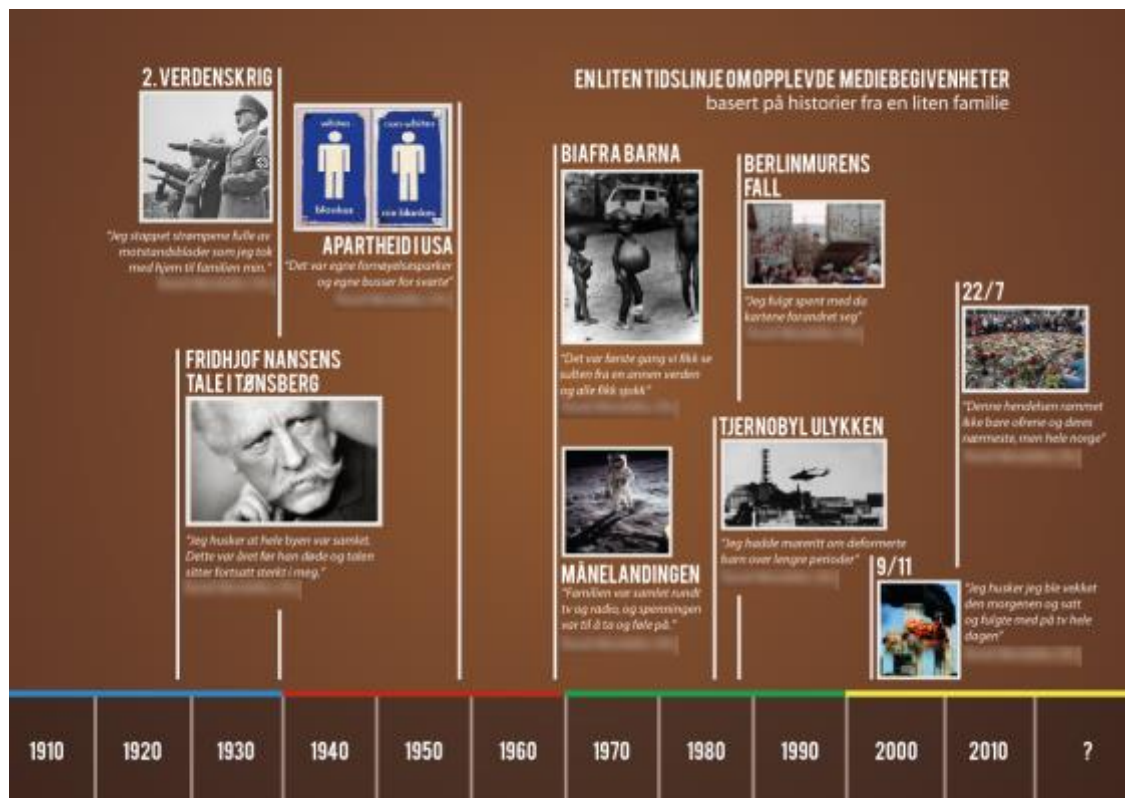 EN LITEN TIDSLINJE OM OPPLEVDE MEDIEBEGIVENHETER
basert på historier fra en liten familie
2. VERDENSKRIG
"Jeg stappet strømpene fulle av
motstandsblader som jeg tok
med hjem til familien min."
whites
non-whites
blankes
nie-blankes
APARTHEID I USA
"Det var egne fornøyelsesparker
og egne busser for svarte"
FRIDHJOF NANSENS
TALE I TØNSBERG
"Jeg husker at hele byen var samlet.
Dette var året før han døde og talen
sitter fortsatt sterkt i meg."
BIAFRA BARNA
"Det var første gang vi fikk se
sulten fra en annen verden
og alle fikk sjokk"
MÅNELANDINGEN
"Familien var samlet rundt
tv og radio, og spenningen
var til å ta og føle på."
BERLINMURENS
FALL
"Jeg fulgt spent med da
kartene forandret seg"
TJERNOBYL ULYKKEN
"Jeg hadde mareritt om deformerte
barn over lengre perioder"
22/7
"Denne hendelsen rammet
ikke bare ofrene og deres
nærmeste, men hele norge"
9/11
"Jeg husker jeg ble vekket
den morgenen og satt
og fulgte med på tv hele
dagen"
1910
1920
1930
1940
1950
1960
1970
1980
1990
2000
2010
?